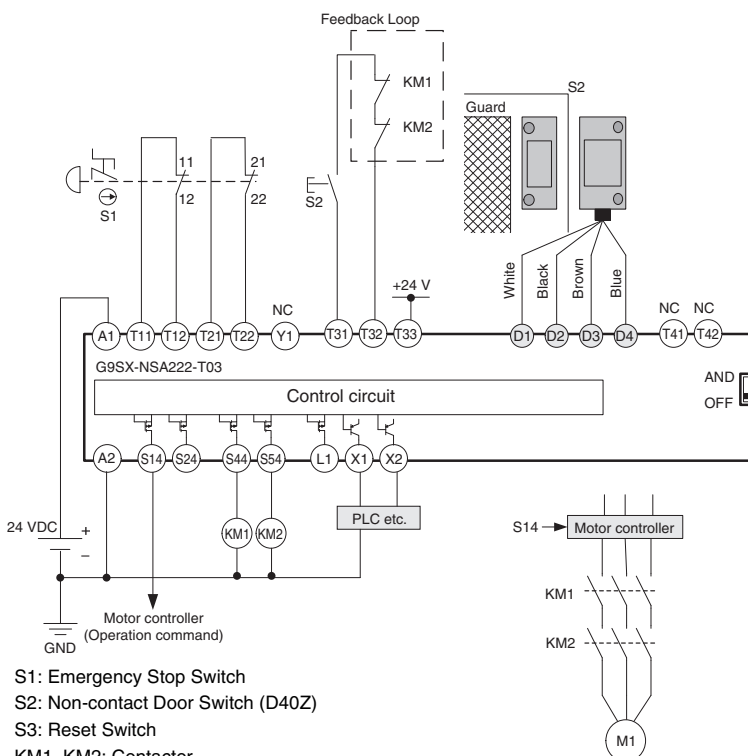 Feedback Loop
KM1
KM2
S2
Guard
11
12
21
22
S1
S2
White
Black
Brown
Blue
+24 V
NC
NC NC
A1 T11 T12 T21 T22 Y1 T31 T32 T33 D1 D2 D3 D4 T41 T42
G9SX-NSA222-T03
Control circuit
AND
OFF
A2 S14 S24 S44 S54 L1 X1 X2
24 VDC
+
–
KM1 KM2
PLC etc.
S14
Motor controller
KM1
KM2
M1
Motor controller
(Operation command)
GND
S1: Emergency Stop Switch
S2: Non-contact Door Switch (D40Z)
S3: Reset Switch
KM1, KM2: Contactor